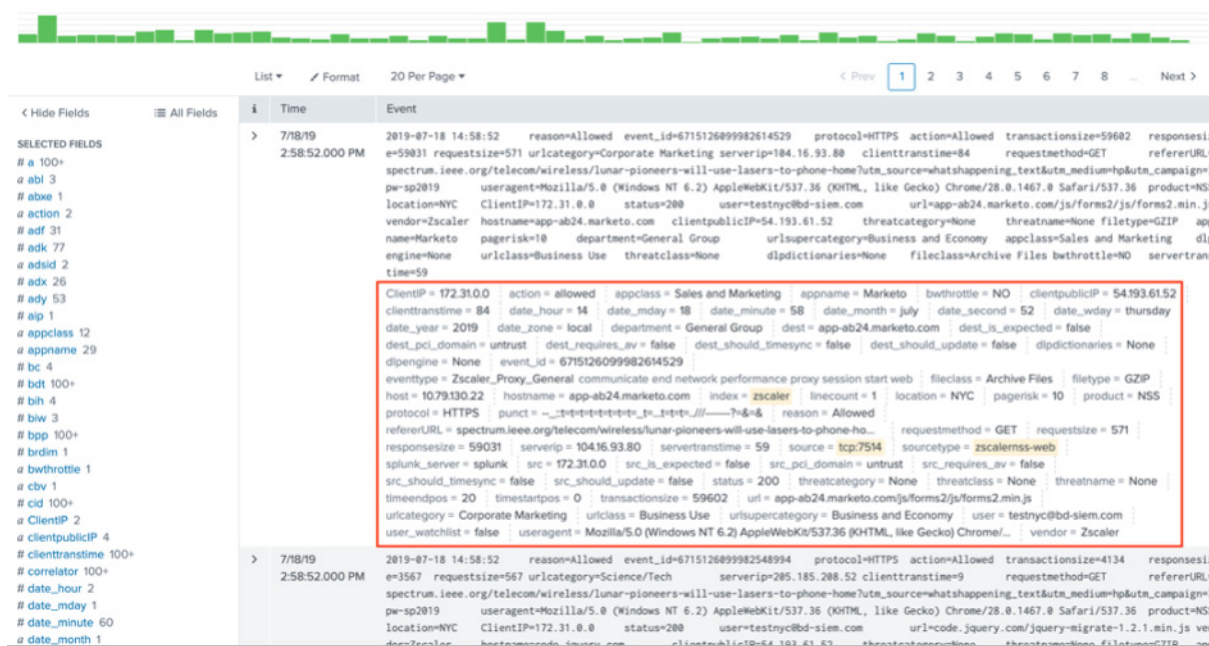 List ▾ Format 20 Per Page ▾ < Prev 1 2 3 4 5 6 7 8 ... Next >
< Hide Fields All Fields
i Time Event
SELECTED FIELDS
# a 100+
a abl 3
# abxe 1
a action 2
# adf 31
# adk 77
a adsid 2
# adx 26
# ady 53
# aip 1
a appclass 12
a appname 29
# bc 4
# bdt 100+
# bih 4
# biw 3
# bpp 100+
# brdim 1
a bwthrottle 1
a cbv 1
# cid 100+
a ClientIP 2
a clientpublicIP 4
# clienttranstime 100+
# correlator 100+
# date_hour 2
# date_mday 1
# date_minute 60
a date_month 1
> 7/18/19
2:58:52.000 PM
2019-07-18 14:58:52 reason=Allowed event_id=6715126099982614529 protocol=HTTPS action=Allowed transactionsize=59602 responsesi
e=59031 requestsize=571 urlcategory=Corporate Marketing serverip=104.16.93.80 clienttranstime=84 requestmethod=GET refererURL=
spectrum.ieee.org/telecom/wireless/lunar-pioneers-will-use-lasers-to-phone-home?utm_source=whatshappening_text&utm_medium=hp&utm_campaign=
pw-sp2019 useragent=Mozilla/5.0 (Windows NT 6.2) AppleWebKit/537.36 (KHTML, like Gecko) Chrome/28.0.1467.0 Safari/537.36 product=NSS
location=NYC ClientIP=172.31.0.0 status=200 user=testnyc@bd-siem.com url=app-ab24.marketo.com/js/forms2/js/forms2.min.js
vendor=Zscaler hostname=app-ab24.marketo.com clientpublicIP=54.193.61.52 threatcategory=None threatname=None filetype=GZIP app
name=Marketo pagerisk=10 department=General Group urlsupercategory=Business and Economy appclass=Sales and Marketing dlp
engine=None urlclass=Business Use threatclass=None dlpdictionaries=None fileclass=Archive Files bwthrottle=NO servertrans
time=59
ClientIP = 172.31.0.0 action = allowed appclass = Sales and Marketing appname = Marketo bwthrottle = NO clientpublicIP = 54.193.61.52
clienttranstime = 84 date_hour = 14 date_mday = 18 date_minute = 58 date_month = july date_second = 52 date_wday = thursday
date_year = 2019 date_zone = local department = General Group dest = app-ab24.marketo.com dest_is_expected = false
dest_pci_domain = untrust dest_requires_av = false dest_should_timesync = false dest_should_update = false dlpdictionaries = None
dlpengine = None event_id = 6715126099982614529
eventtype = Zscaler_Proxy_General communicate end network performance proxy session start web fileclass = Archive Files filetype = GZIP
host = 10.79.130.22 hostname = app-ab24.marketo.com index = zscaler linecount = 1 location = NYC pagerisk = 10 product = NSS
protocol = HTTPS punct = reason = Allowed
refererURL = spectrum.ieee.org/telecom/wireless/lunar-pioneers-will-use-lasers-to-phone-ho... requestmethod = GET requestsize = 571
responsesize = 59031 serverip = 104.16.93.80 servertranstime = 59 source = tcp:7514 sourcetype = zscalernss-web
splunk_server = splunk src = 172.31.0.0 src_is_expected = false src_pci_domain = untrust src_requires_av = false
src_should_timesync = false src_should_update = false status = 200 threatcategory = None threatclass = None threatname = None
timeendpos = 20 timestartpos = 0 transactionsize = 59602 url = app-ab24.marketo.com/js/forms2/js/forms2.min.js
urlcategory = Corporate Marketing urlclass = Business Use urlsupercategory = Business and Economy user = testnyc@bd-siem.com
user_watchlist = false useragent = Mozilla/5.0 (Windows NT 6.2) AppleWebKit/537.36 (KHTML, like Gecko) Chrome/... vendor = Zscaler
> 7/18/19
2:58:52.000 PM
2019-07-18 14:58:52 reason=Allowed event_id=6715126099982548994 protocol=HTTPS action=Allowed transactionsize=4134 responsesi
e=3567 requestsize=567 urlcategory=Science/Tech serverip=205.185.208.52 clienttranstime=9 requestmethod=GET refererURL=
spectrum.ieee.org/telecom/wireless/lunar-pioneers-will-use-lasers-to-phone-home?utm_source=whatshappening_text&utm_medium=hp&utm_campaign=
pw-sp2019 useragent=Mozilla/5.0 (Windows NT 6.2) AppleWebKit/537.36 (KHTML, like Gecko) Chrome/28.0.1467.0 Safari/537.36 product=NSS
location=NYC ClientIP=172.31.0.0 status=200 user=testnyc@bd-siem.com url=code.jquery.com/jquery-migrate-1.2.1.min.js ve